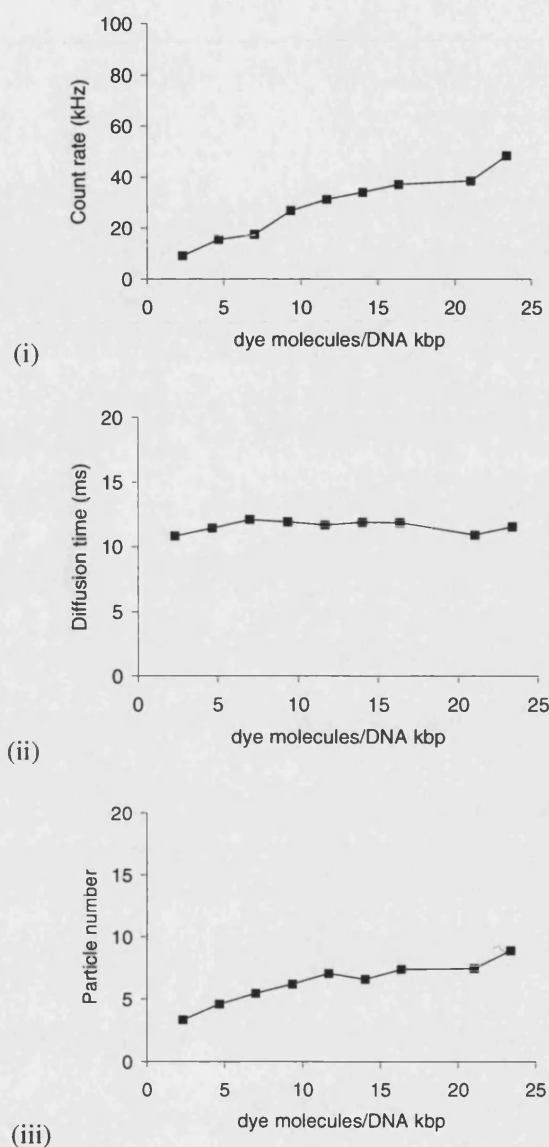 100
80
60
40
20
0
Count rate (kHz)
0 5 10 15 20 25
dye molecules/DNA kbp
(i)
20
15
10
5
0
Diffusion time (ms)
0 5 10 15 20 25
dye molecules/DNA kbp
(ii)
20
15
10
5
0
Particle number
0 5 10 15 20 25
dye molecules/DNA kbp
(iii)